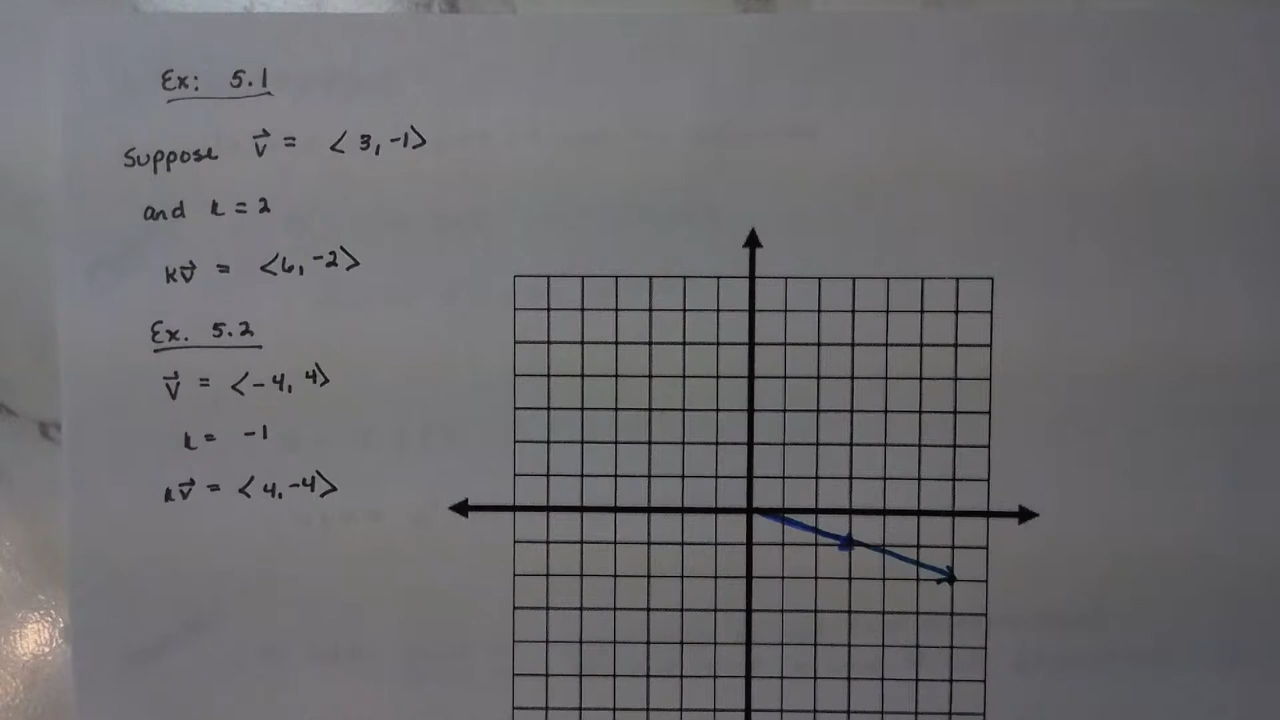 Ex: 5.1
Suppose v⃗ = < 3, -1>
and k = 2
kv⃗ = <6, -2>
Ex. 5.2
v⃗ = <-4, 4>
k = -1
kv⃗ = < 4, -4>